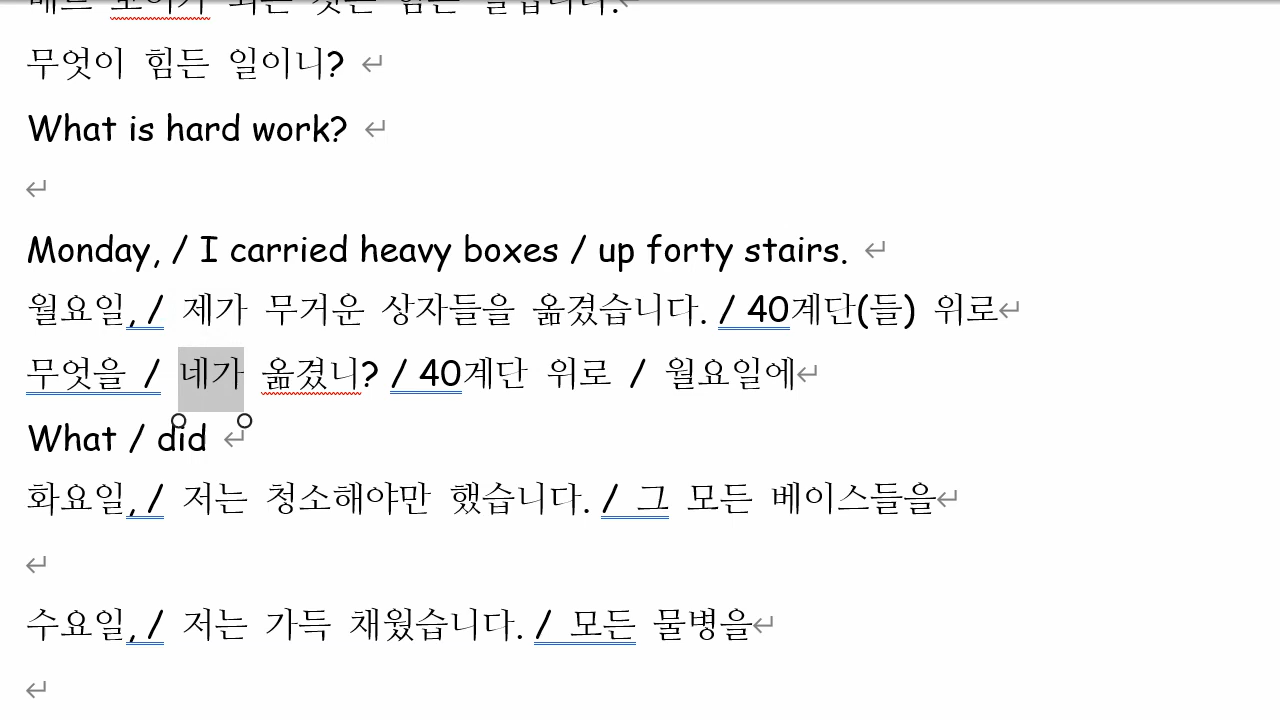 무엇이 힘든 일이니?
What is hard work?
Monday, / I carried heavy boxes / up forty stairs.
월요일, / 제가 무거운 상자들을 옮겼습니다. / 40계단(들) 위로
무엇을 / 네가 옮겼니? / 40계단 위로 / 월요일에
What / did
화요일, / 저는 청소해야만 했습니다. / 그 모든 베이스들을
수요일, / 저는 가득 채웠습니다. / 모든 물병을